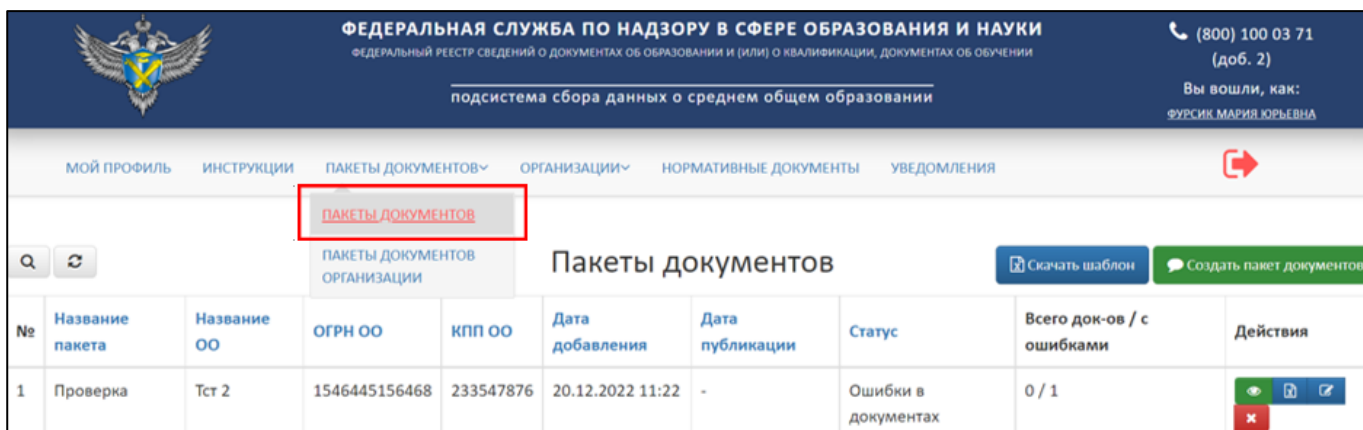 ФЕДЕРАЛЬНАЯ СЛУЖБА ПО НАДЗОРУ В СФЕРЕ ОБРАЗОВАНИЯ И НАУКИ
ФЕДЕРАЛЬНЫЙ РЕЕСТР СВЕДЕНИЙ О ДОКУМЕНТАХ ОБ ОБРАЗОВАНИИ И (ИЛИ) О КВАЛИФИКАЦИИ, ДОКУМЕНТАХ ОБ ОБУЧЕНИИ
подсистема сбора данных о среднем общем образовании
(800) 100 03 71
(доб. 2)
Вы вошли, как:
ФУРСИК МАРИЯ ЮРЬЕВНА
МОЙ ПРОФИЛЬ ИНСТРУКЦИИ ПАКЕТЫ ДОКУМЕНТОВ ОРГАНИЗАЦИИ НОРМАТИВНЫЕ ДОКУМЕНТЫ УВЕДОМЛЕНИЯ
ПАКЕТЫ ДОКУМЕНТОВ
ПАКЕТЫ ДОКУМЕНТОВ
ОРГАНИЗАЦИИ
Пакеты документов
Скачать шаблон
Создать пакет документов
№ Название пакета Название ОО ОГРН ОО КПП ОО Дата добавления Дата публикации Статус Всего док-ов / с ошибками Действия
1 Проверка Тст 2 1546445156468 233547876 20.12.2022 11:22 - Ошибки в документах 0 / 1